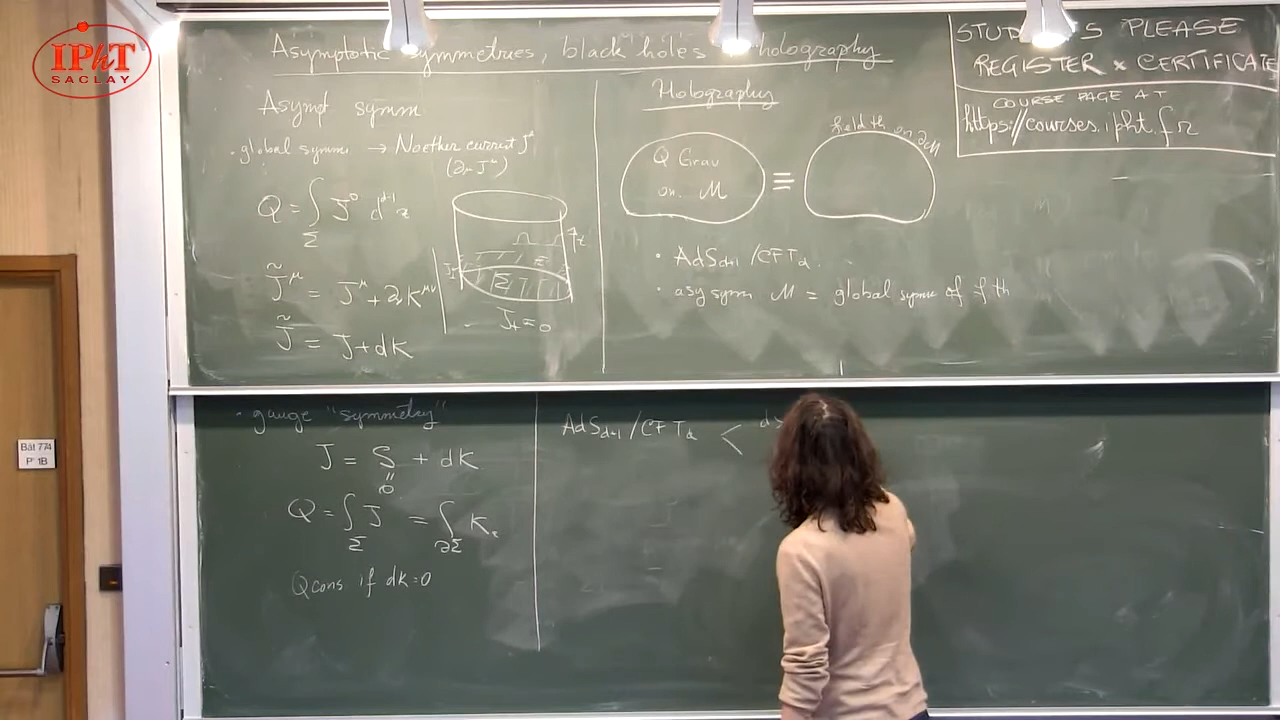 IPhT
SACLAY
Asymptotic symmetries, black holes holography
STUD S PLEASE
REGISTER × CERTIFICATE
COURSE PAGE AT
https://courses.ipht.fr
Asympt symm
• global symm → Noether current J^μ
(∂_μ J^μ)
Q = ∫_Σ J^0 d^{d-1}x
J̃^μ = J^μ + ∂_ν K^{μν}
J̃ = J + dK
Σ
J_r = 0
Holography
Q Grav
on M
≡
field th on ∂M
• AdS_{d+1}/CFT_d
• asy symm M = global symm of f th
• gauge "symmetry"
J = S + dK
=
0
Q = ∫_Σ J = ∫_{∂Σ} K
Q cons if dK=0
AdS_{d+1}/CFT_d < d>
Bât 774
P 1B